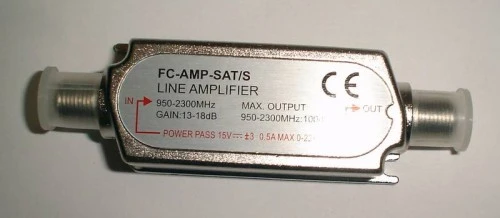 FC-AMP-SAT/S
LINE AMPLIFIER
CE
IN 950-2300MHz MAX. OUTPUT OUT
GAIN:13-18dB 950-2300MHz:
POWER PASS 15V ±3 0.5A MAX